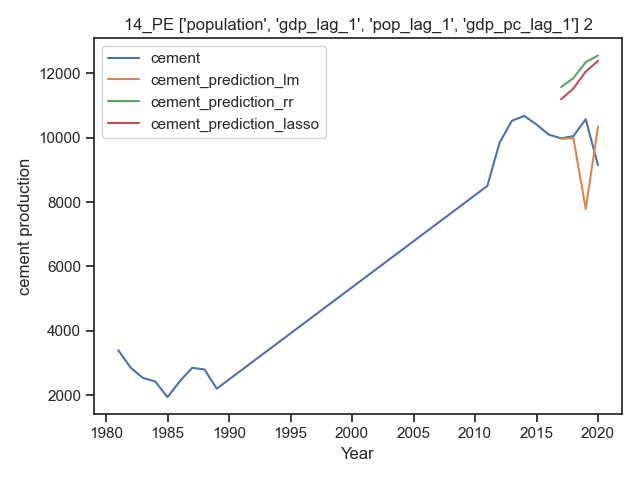 14_PE ['population', 'gdp_lag_1', 'pop_lag_1', 'gdp_pc_lag_1'] 2
cement
cement_prediction_lm
cement_prediction_rr
cement_prediction_lasso
cement production
12000
10000
8000
6000
4000
2000
1980 1985 1990 1995 2000 2005 2010 2015 2020
Year